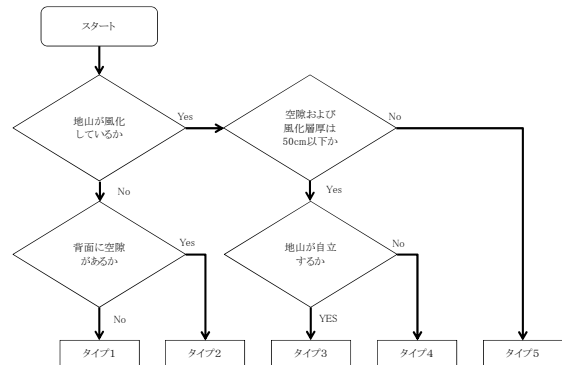 スタート
地山が風化
しているか
Yes
空隙および
風化層厚は
50cm以下か
No
No
Yes
背面に空隙
があるか
Yes
地山が自立
するか
No
No
YES
タイプ1
タイプ2
タイプ3
タイプ4
タイプ5